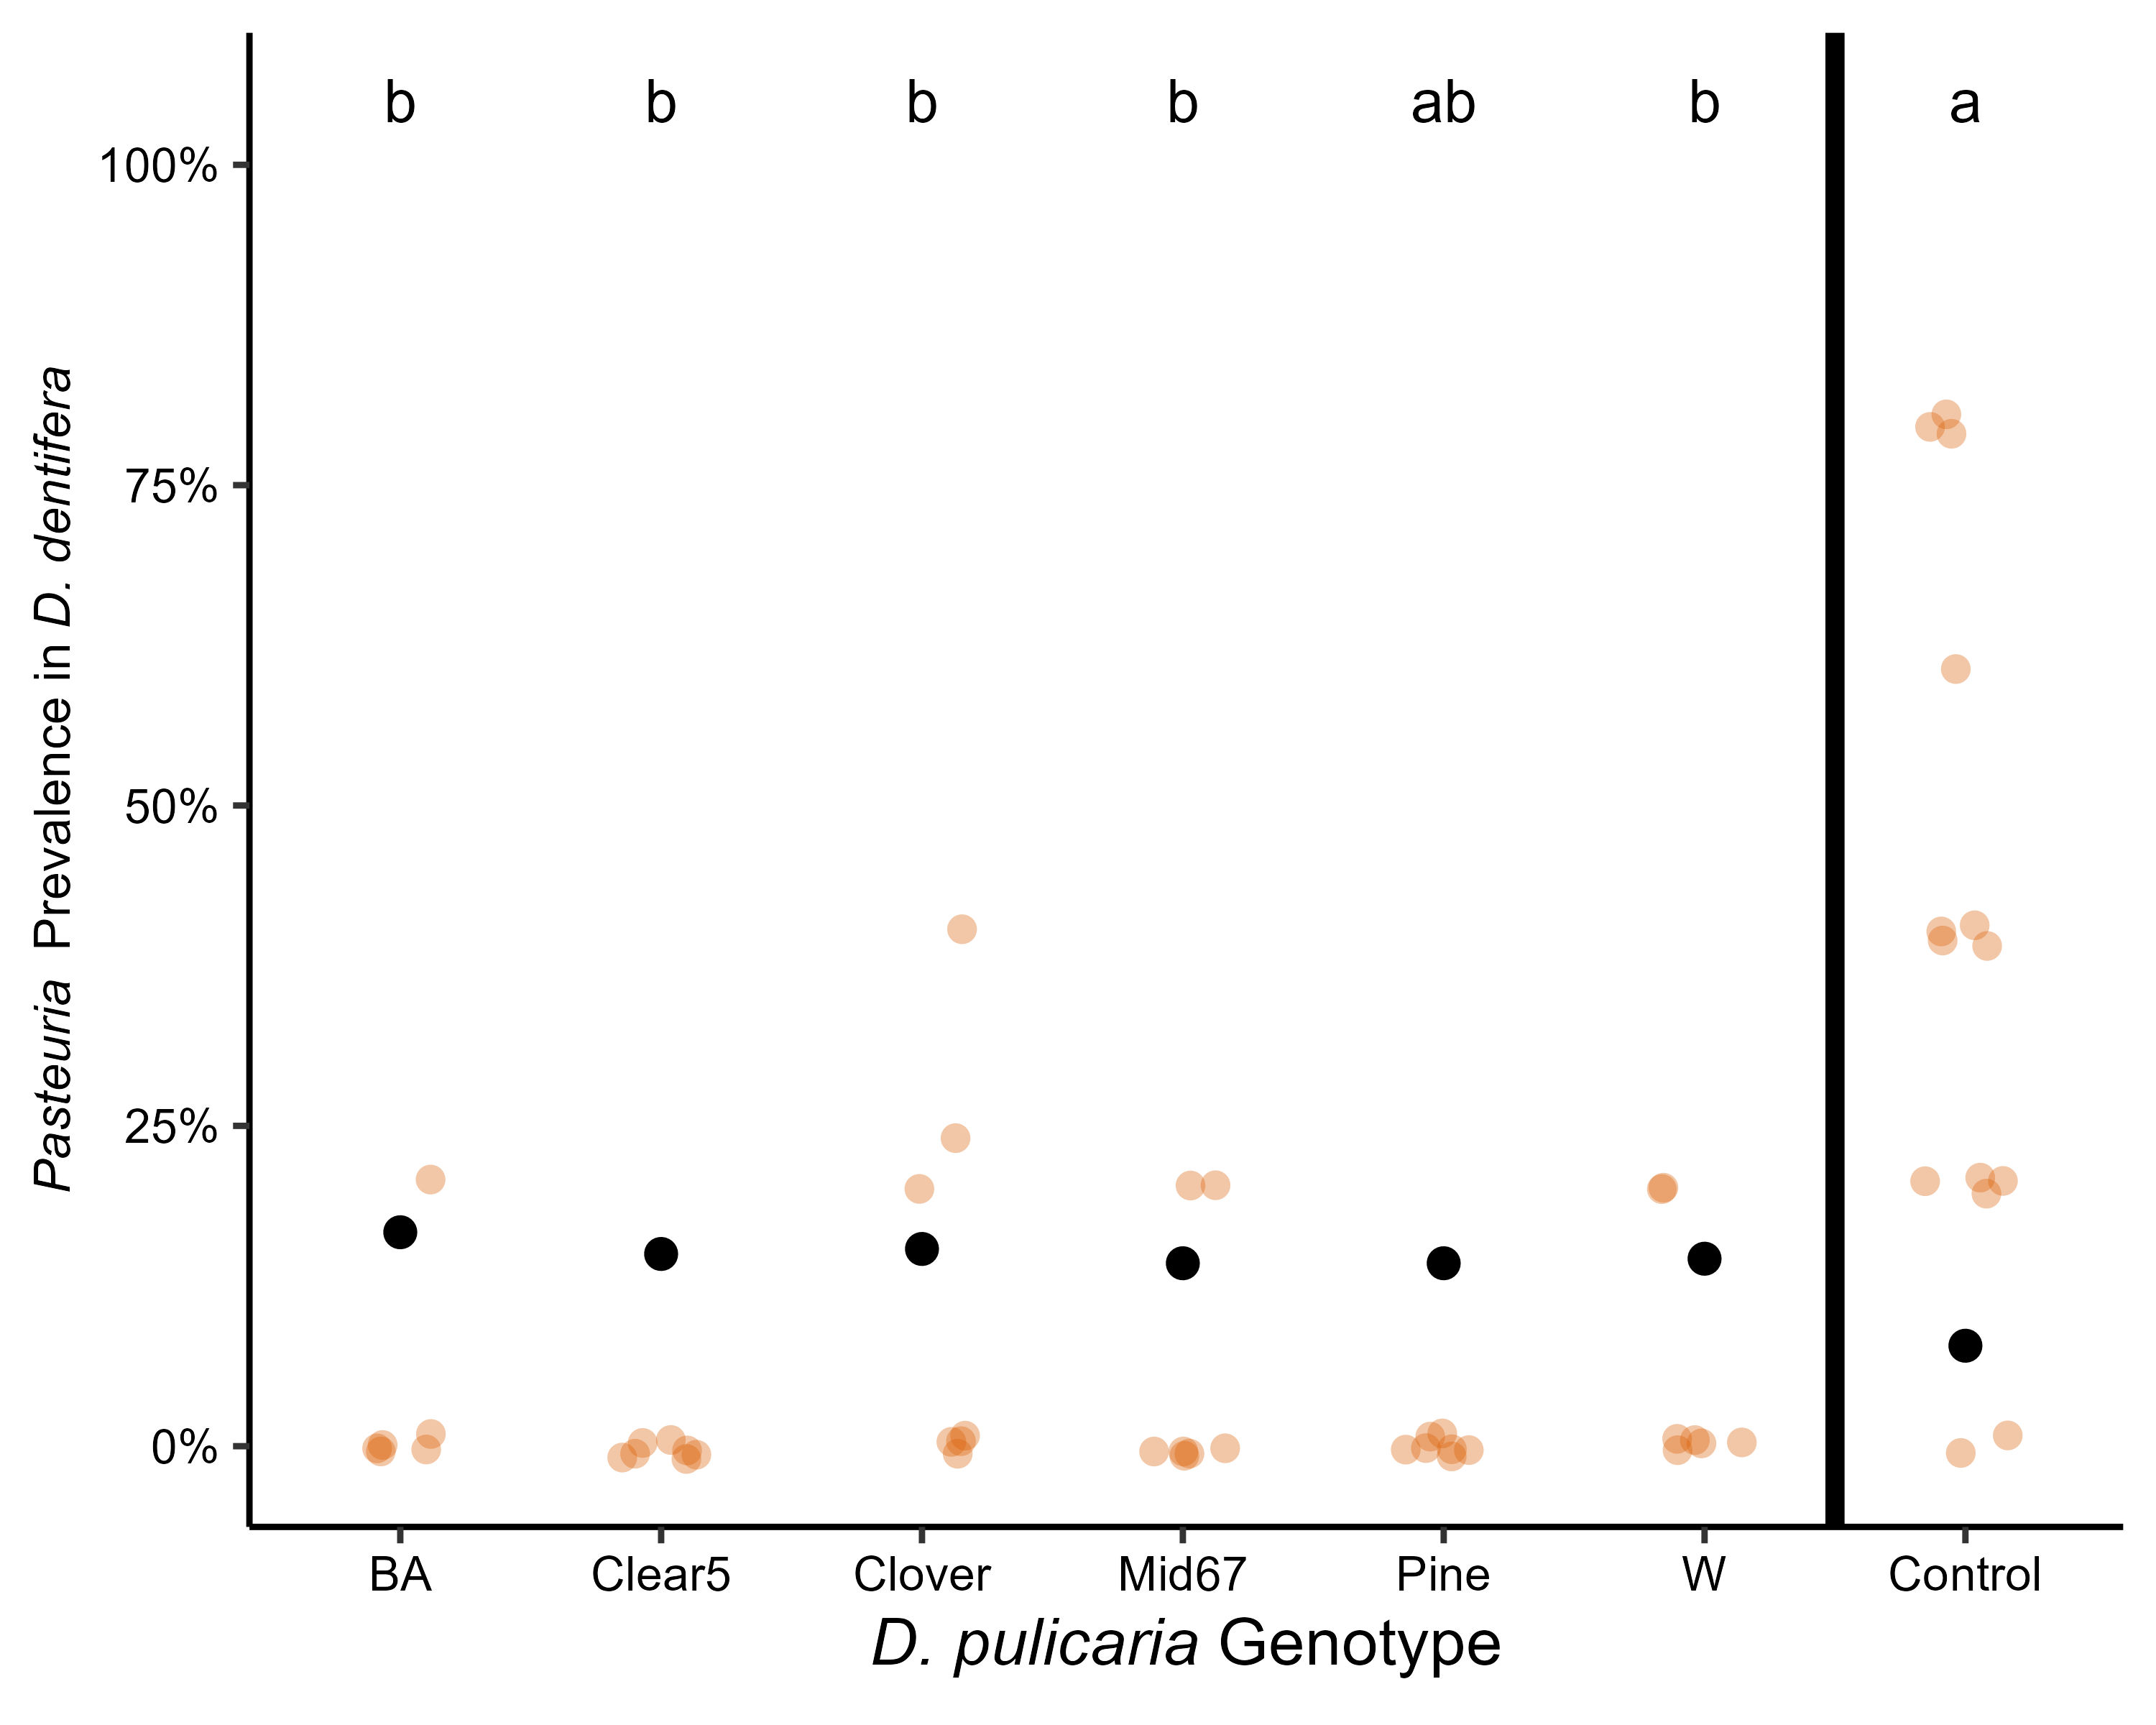 b b b b ab b a
100%
75%
50%
25%
0%
Pasteuria Prevalence in D. dentifera
BA Clear5 Clover Mid67 Pine W Control
D. pulicaria Genotype